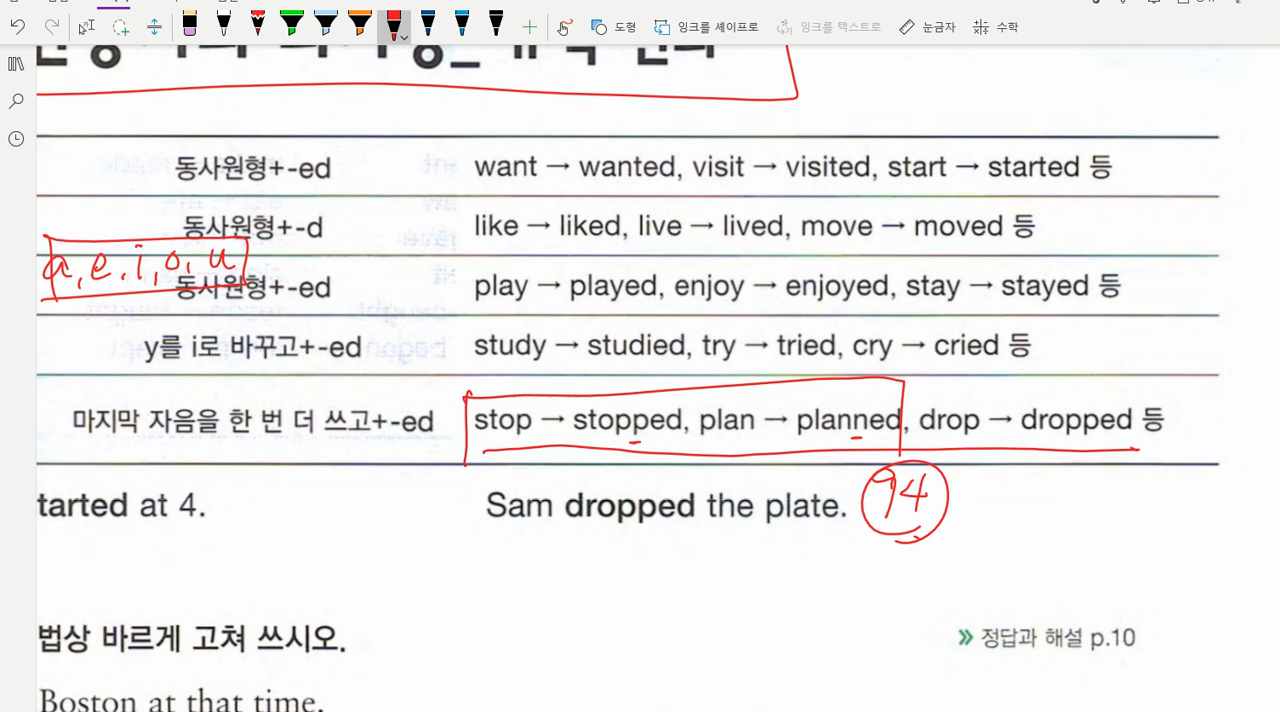 도형
잉크를 셰이프로
잉크를 텍스트로
눈금자
수학
동사원형+-ed
want → wanted, visit → visited, start → started 등
동사원형+-d
like → liked, live → lived, move → moved 등
a, e, i, o, u
동사원형+-ed
play → played, enjoy → enjoyed, stay → stayed 등
y를 i로 바꾸고+-ed
study → studied, try → tried, cry → cried 등
마지막 자음을 한 번 더 쓰고+-ed
stop → stopped, plan → planned, drop → dropped 등
tarted at 4.
Sam dropped the plate.
94
법상 바르게 고쳐 쓰시오.
» 정답과 해설 p.10
Boston at that time.